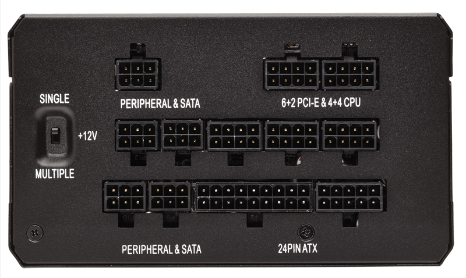 SINGLE
PERIPHERAL & SATA
6+2 PCI-E & 4+4 CPU
+12V
MULTIPLE
PERIPHERAL & SATA
24PIN ATX